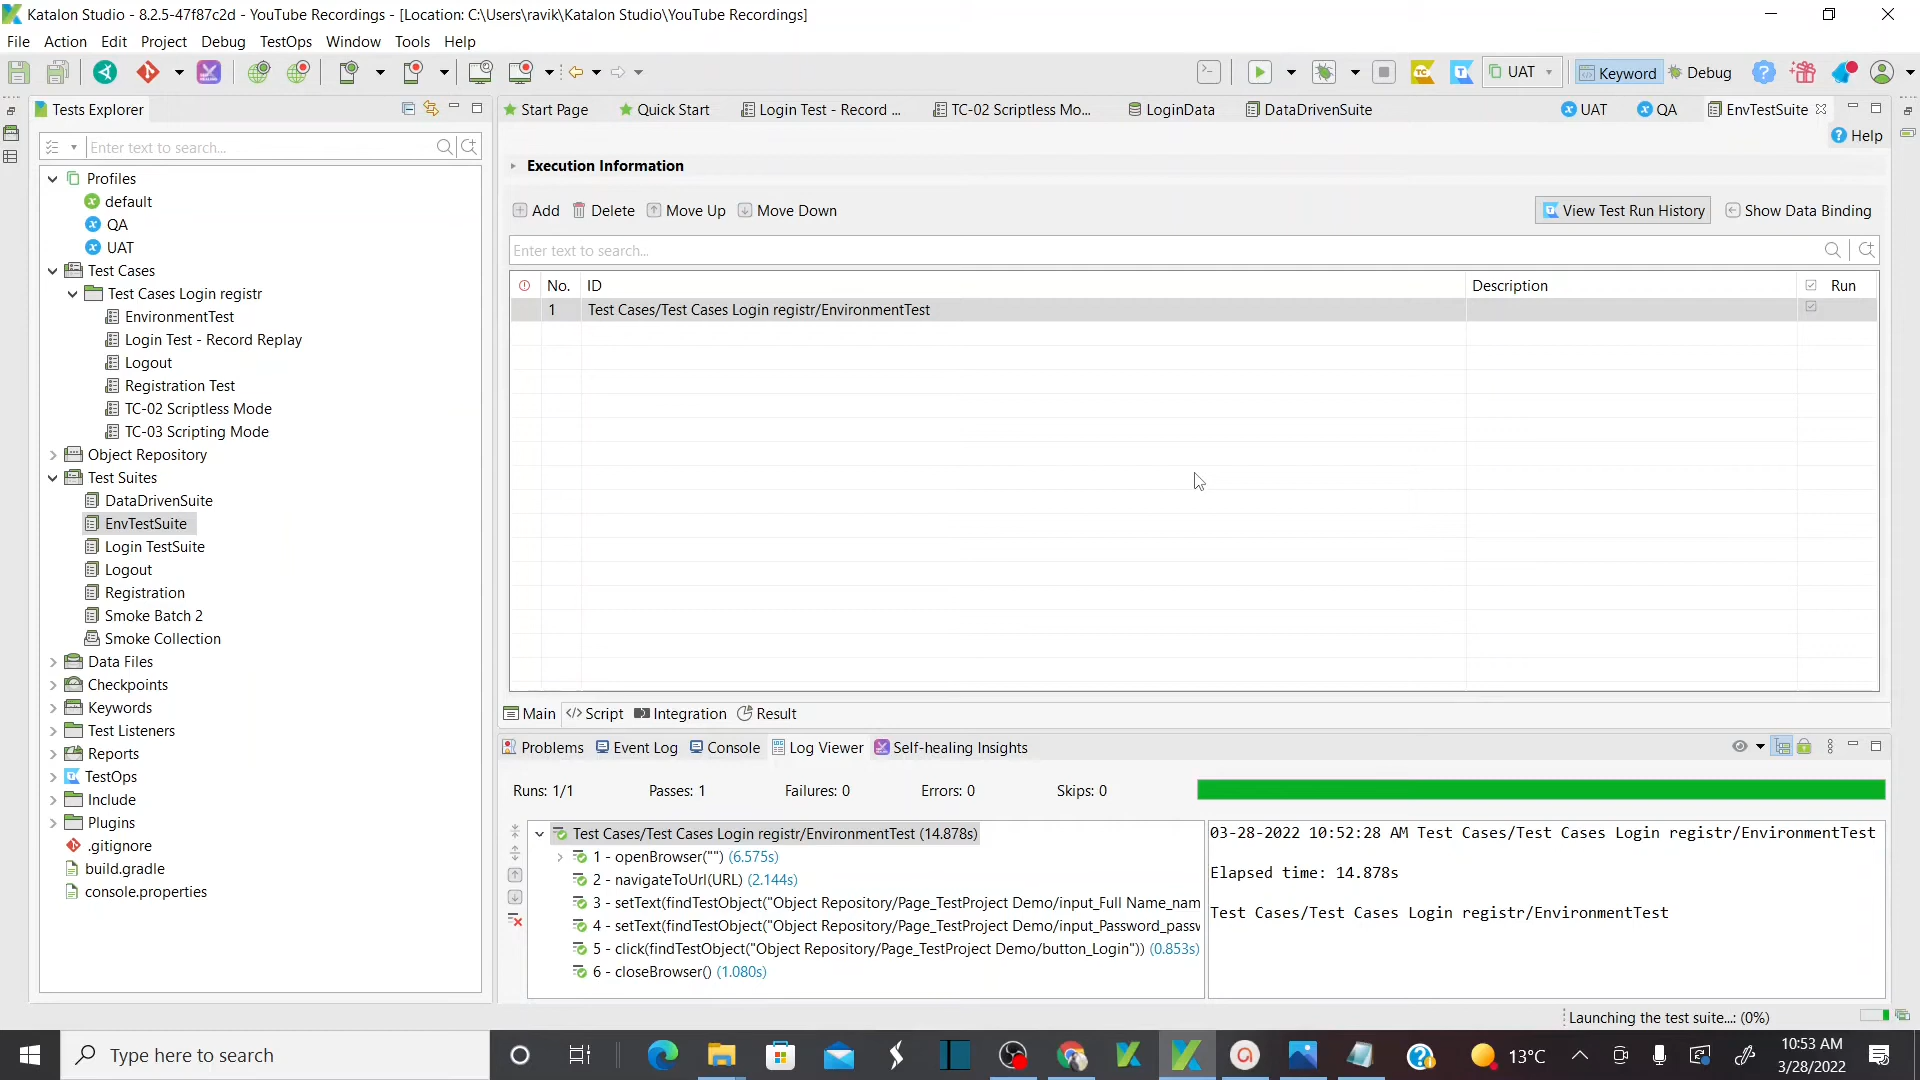 Katalon Studio - 8.2.5-47f87c2d - YouTube Recordings - [Location: C:\Users\ravik\Katalon Studio\YouTube Recordings]
File Action Edit Project Debug TestOps Window Tools Help
UAT Keyword Debug
Tests Explorer
Start Page Quick Start Login Test - Record ... TC-02 Scriptless Mo... LoginData DataDrivenSuite UAT QA EnvTestSuite
Help
Enter text to search...
Profiles
default
QA
UAT
Test Cases
Test Cases Login registr
EnvironmentTest
Login Test - Record Replay
Logout
Registration Test
TC-02 Scriptless Mode
TC-03 Scripting Mode
Object Repository
Test Suites
DataDrivenSuite
EnvTestSuite
Login TestSuite
Logout
Registration
Smoke Batch 2
Smoke Collection
Data Files
Checkpoints
Keywords
Test Listeners
Reports
TestOps
Include
Plugins
.gitignore
build.gradle
console.properties
Execution Information
Add Delete Move Up Move Down View Test Run History Show Data Binding
Enter text to search...
No. ID Description Run
1 Test Cases/Test Cases Login registr/EnvironmentTest
Main Script Integration Result
Problems Event Log Console Log Viewer Self-healing Insights
Runs: 1/1 Passes: 1 Failures: 0 Errors: 0 Skips: 0
Test Cases/Test Cases Login registr/EnvironmentTest (14.878s)
1 - openBrowser("") (6.575s)
2 - navigateToUrl(URL) (2.144s)
3 - setText(findTestObject("Object Repository/Page_TestProject Demo/input_Full Name_nam
4 - setText(findTestObject("Object Repository/Page_TestProject Demo/input_Password_passw
5 - click(findTestObject("Object Repository/Page_TestProject Demo/button_Login")) (0.853s)
6 - closeBrowser() (1.080s)
03-28-2022 10:52:28 AM Test Cases/Test Cases Login registr/EnvironmentTest
Elapsed time: 14.878s
Test Cases/Test Cases Login registr/EnvironmentTest
Launching the test suite...: (0%)
Type here to search
13°C
10:53 AM
3/28/2022